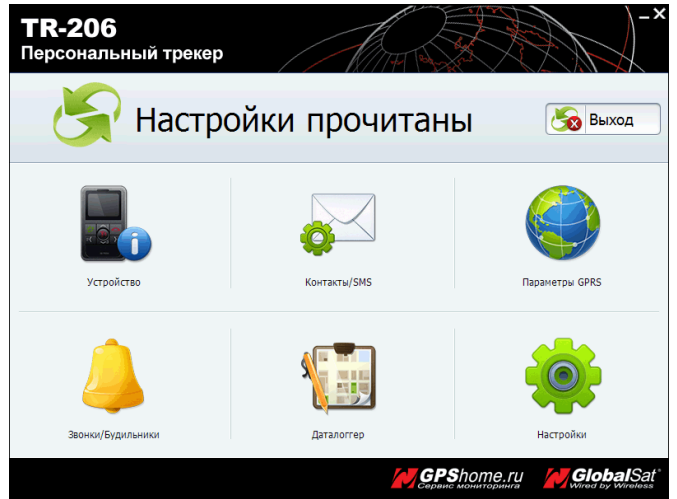 TR-206
Персональный трекер
Настройки прочитаны
Выход
Устройство
Контакты/SMS
Параметры GPRS
Звонки/Будильники
Даталоггер
Настройки
GPShome.ru
Сервис мониторинга
GlobalSat
Wired by Wireless